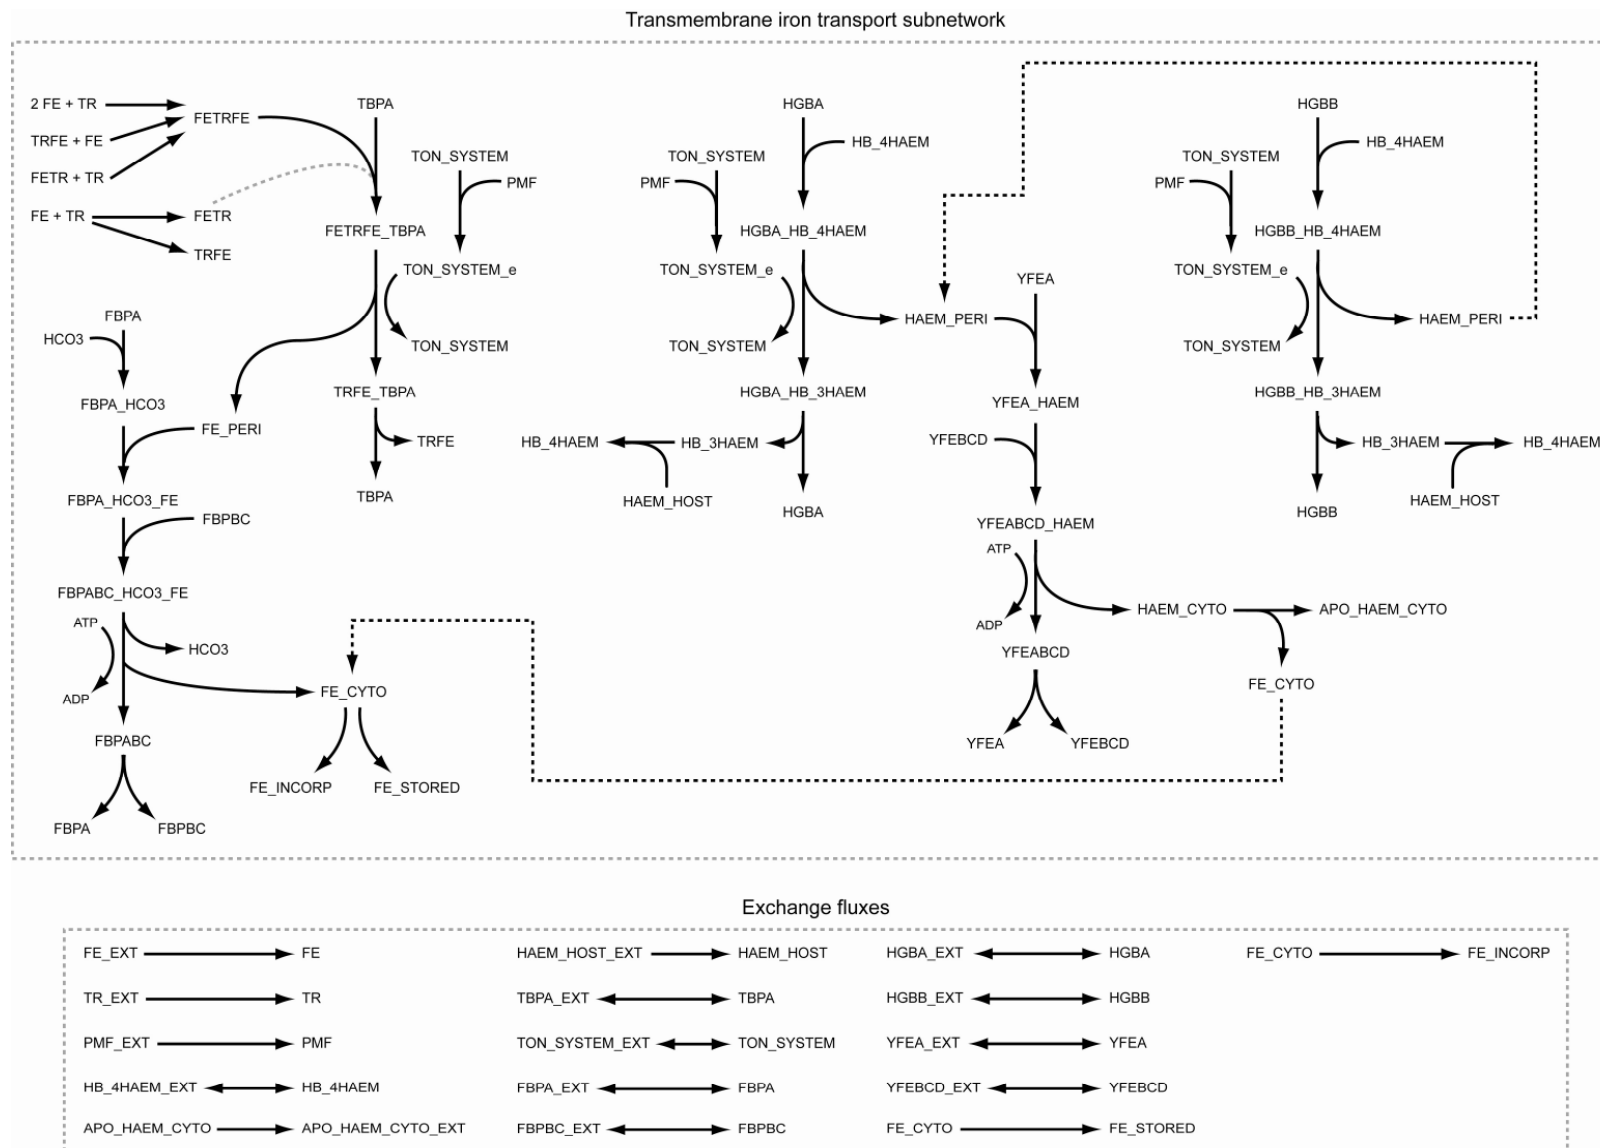 Transmembrane iron transport subnetwork
2 FE + TR
FETRFE
TBPA
HGBA
HGBB
TRFE + FE
HB_4HAEM
HB_4HAEM
TON_SYSTEM
TON_SYSTEM
TON_SYSTEM
FETR + TR
PMF
PMF
PMF
FE + TR
FETR
TRFE
FETRFE_TBPA
HGBA_HB_4HAEM
HGBB_HB_4HAEM
TON_SYSTEM_e
TON_SYSTEM_e
YFEA
TON_SYSTEM_e
FBPA
HCO3
HAEM_PERI
HAEM_PERI
TON_SYSTEM
TON_SYSTEM
TON_SYSTEM
FBPA_HCO3
TRFE_TBPA
HGBA_HB_3HAEM
YFEA_HAEM
HGBB_HB_3HAEM
FE_PERI
TRFE
HB_4HAEM
HB_3HAEM
YFEBCD
HB_3HAEM
HB_4HAEM
FBPA_HCO3_FE
TBPA
HAEM_HOST
HGBA
HGBB
HAEM_HOST
FBPBC
YFEABCD_HAEM
ATP
FBPABC_HCO3_FE
ATP
HCO3
ADP
HAEM_CYTO
APO_HAEM_CYTO
YFEABCD
ADP
FE_CYTO
FE_CYTO
FBPABC
YFEA
YFEBCD
FE_INCORP
FE_STORED
FBPA
FBPBC
Exchange fluxes
FE_EXT
FE
HAEM_HOST_EXT
HAEM_HOST
HGBA_EXT
HGBA
FE_CYTO
FE_INCORP
TR_EXT
TR
TBPA_EXT
TBPA
HGBB_EXT
HGBB
PMF_EXT
PMF
TON_SYSTEM_EXT
TON_SYSTEM
YFEA_EXT
YFEA
HB_4HAEM_EXT
HB_4HAEM
FBPA_EXT
FBPA
YFEBCD_EXT
YFEBCD
APO_HAEM_CYTO
APO_HAEM_CYTO_EXT
FBPBC_EXT
FBPBC
FE_CYTO
FE_STORED